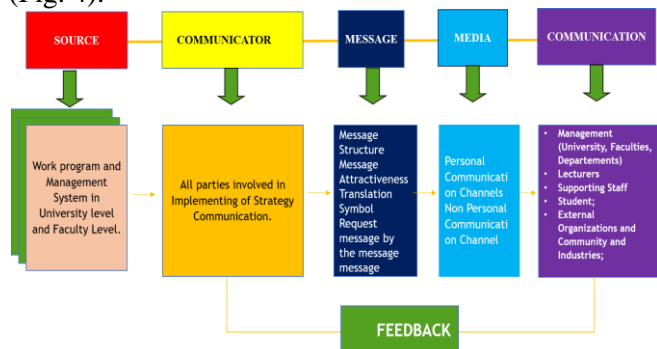 (Fig. 4).
SOURCE
COMMUNICATOR
MESSAGE
MEDIA
COMMUNICATION
Work program and
Management
System in
University level
and Faculty Level.
All parties involved in
Implementing of Strategy
Communication.
Message
Structure
Message
Attractiveness
Translation
Symbol
Request
message by
the message
message
Personal
Communicati
on Channels
Non Personal
Communicati
on Channel
• Management
(University, Faculties,
Departements)
• Lecturers
• Supporting Staff
• Student;
• External
Organizations and
Community and
Industries;
FEEDBACK